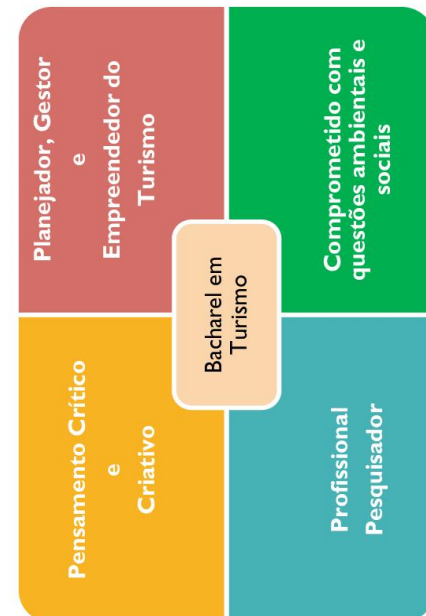 Pensamento Crítico
e
Criativo
Planejador, Gestor
e
Empreendedor do
Turismo
Bacharel em
Turismo
Profissional
Pesquisador
Comprometido com
questões ambientais e
sociais